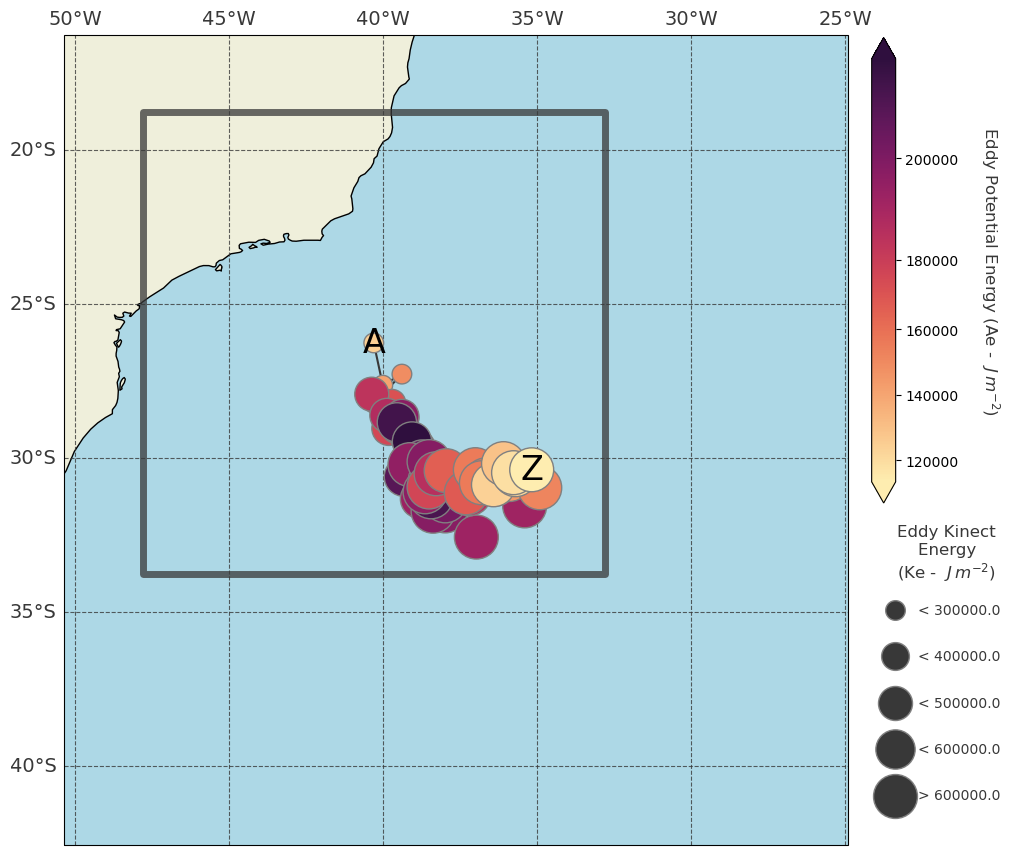 50°W 45°W 40°W 35°W 30°W 25°W
20°S
25°S
30°S
35°S
40°S
A
Z
200000
180000
160000
140000
120000
Eddy Potential Energy (Ae - J m⁻²)
Eddy Kinect
Energy
(Ke - J m⁻²)
< 300000.0
< 400000.0
< 500000.0
< 600000.0
> 600000.0